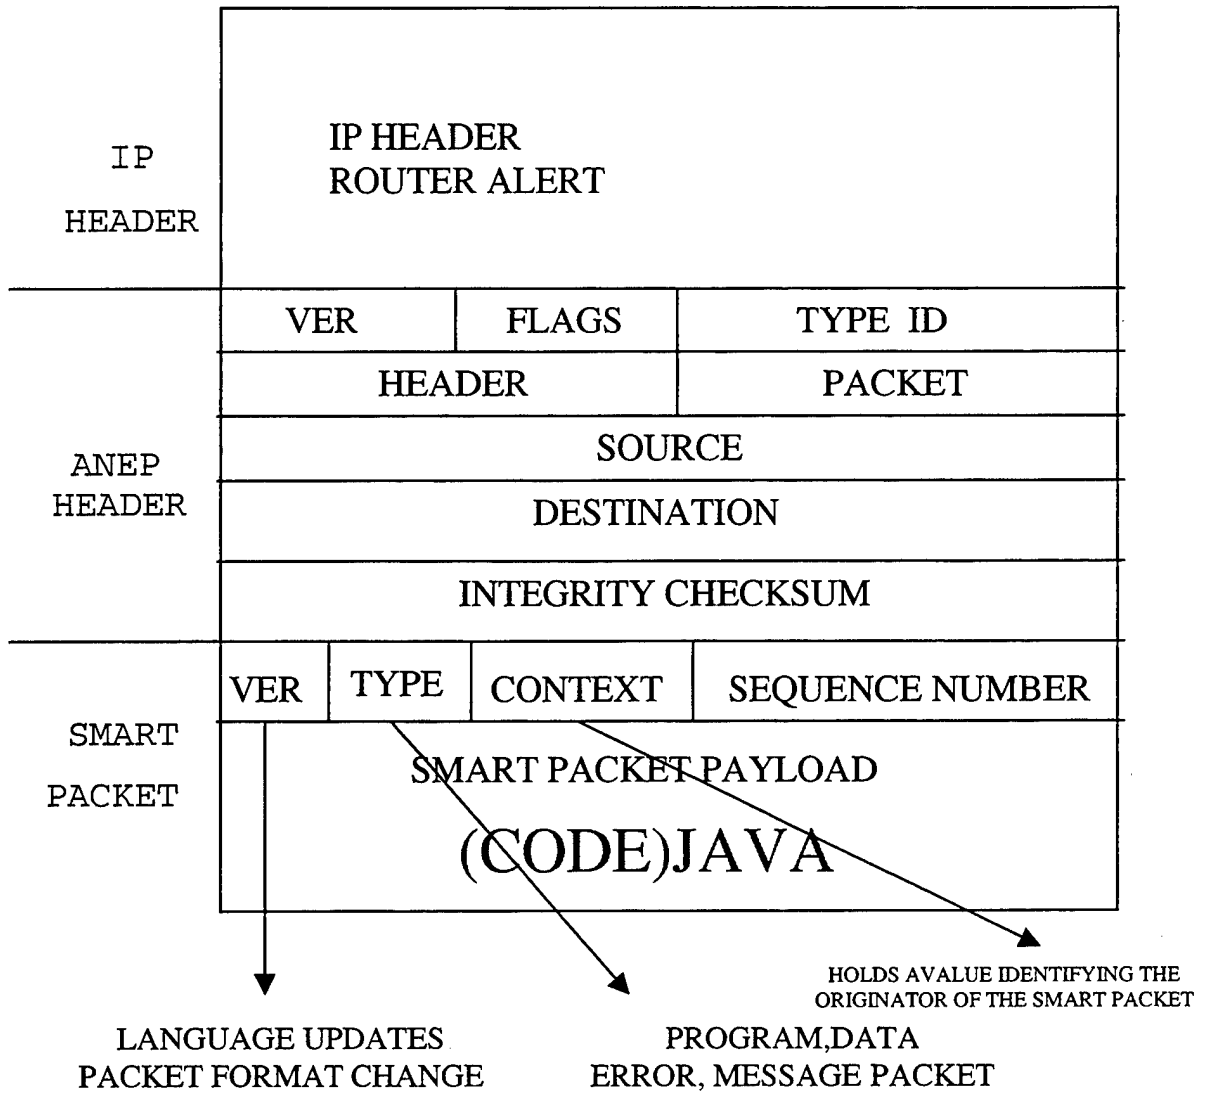 IP
HEADER
IP HEADER
ROUTER ALERT
ANEP
HEADER
VER
FLAGS
TYPE ID
HEADER
PACKET
SOURCE
DESTINATION
INTEGRITY CHECKSUM
SMART
PACKET
VER
TYPE
CONTEXT
SEQUENCE NUMBER
SMART PACKET PAYLOAD
(CODE)JAVA
HOLDS AVALUE IDENTIFYING THE
ORIGINATOR OF THE SMART PACKET
LANGUAGE UPDATES
PACKET FORMAT CHANGE
PROGRAM,DATA
ERROR, MESSAGE PACKET